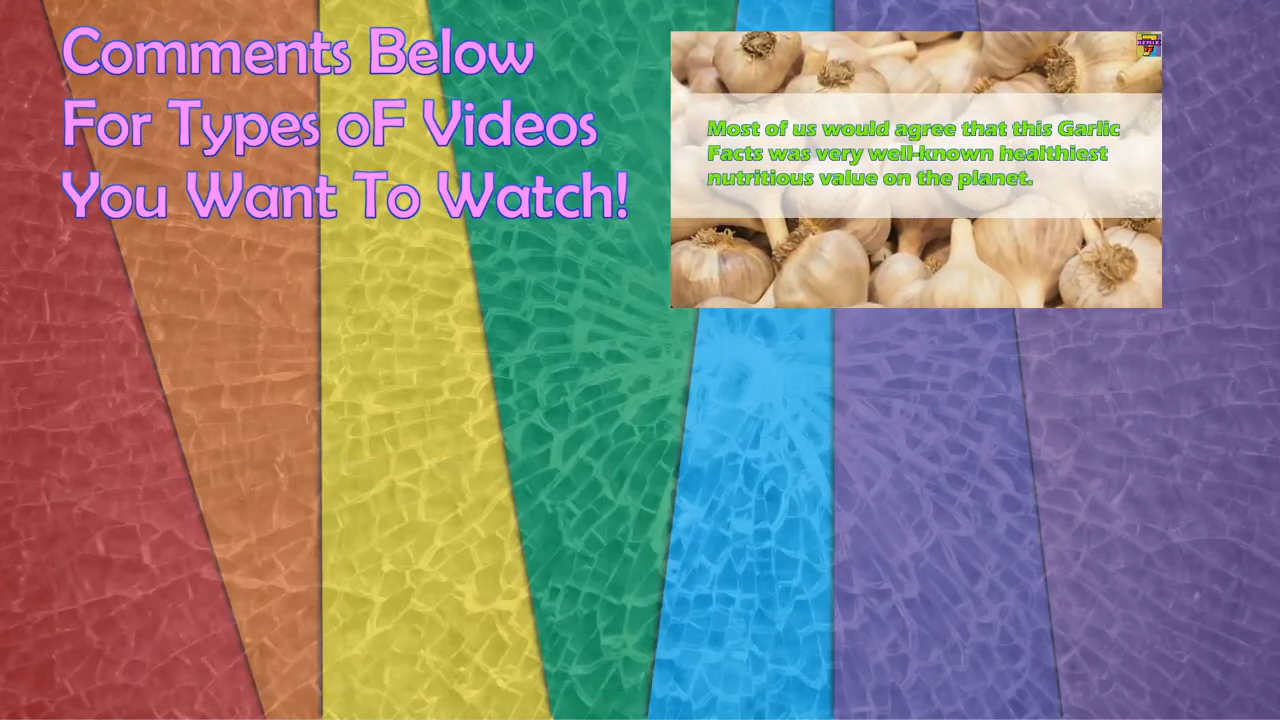 Comments Below
For Types oF Videos
You Want To Watch!
Most of us would agree that this Garlic
Facts was very well-known healthiest
nutritious value on the planet.